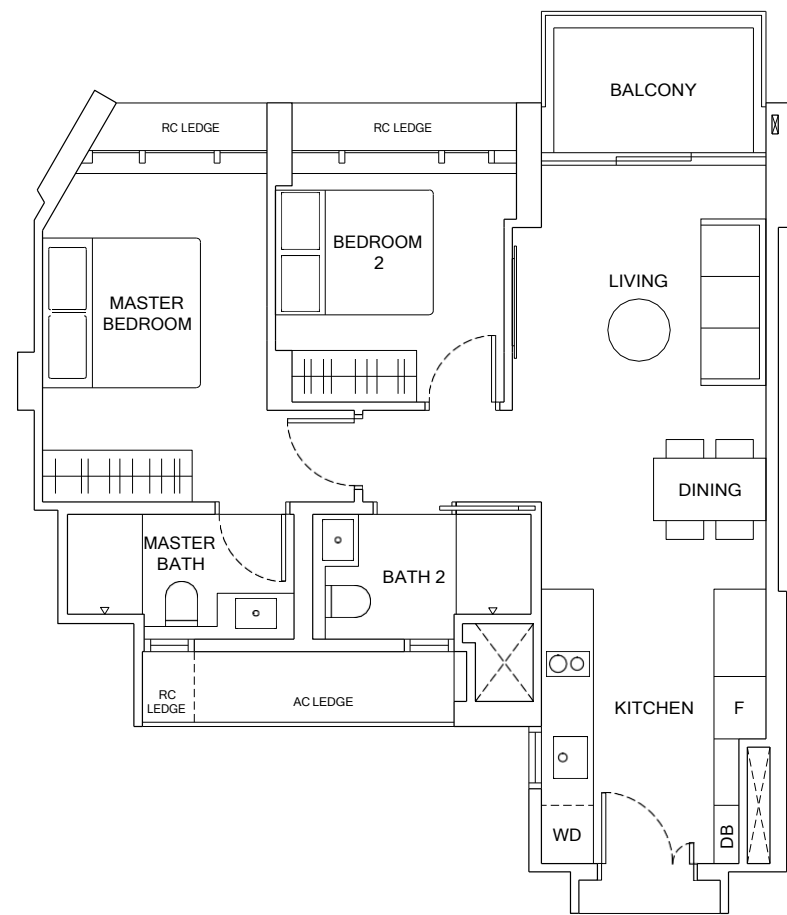 BALCONY
RC LEDGE
RC LEDGE
BEDROOM
2
LIVING
MASTER
BEDROOM
DINING
MASTER
BATH
BATH 2
RC
LEDGE
AC LEDGE
KITCHEN
F
WD
DB